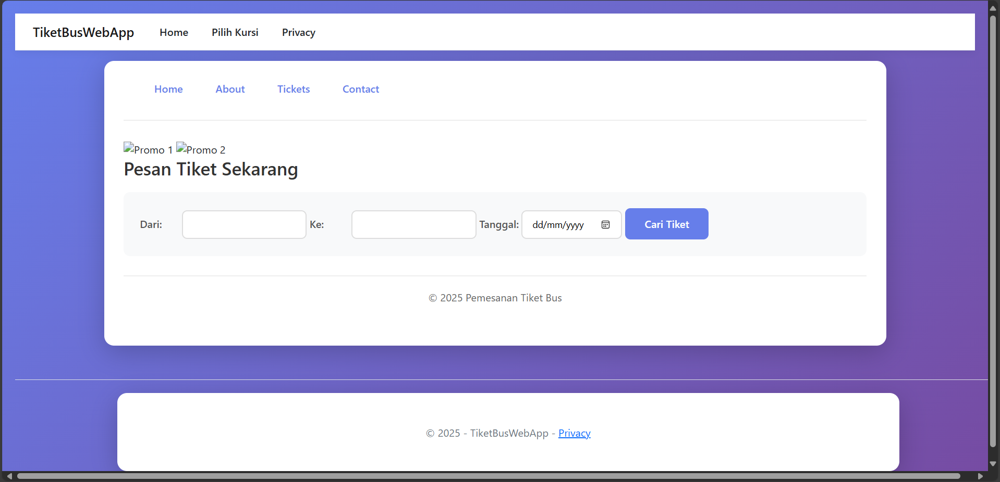 TiketBusWebApp Home Pilih Kursi Privacy
Home About Tickets Contact
Promo 1 Promo 2
Pesan Tiket Sekarang
Dari: Ke: Tanggal: dd/mm/yyyy Cari Tiket
© 2025 Pemesanan Tiket Bus
© 2025 - TiketBusWebApp - Privacy